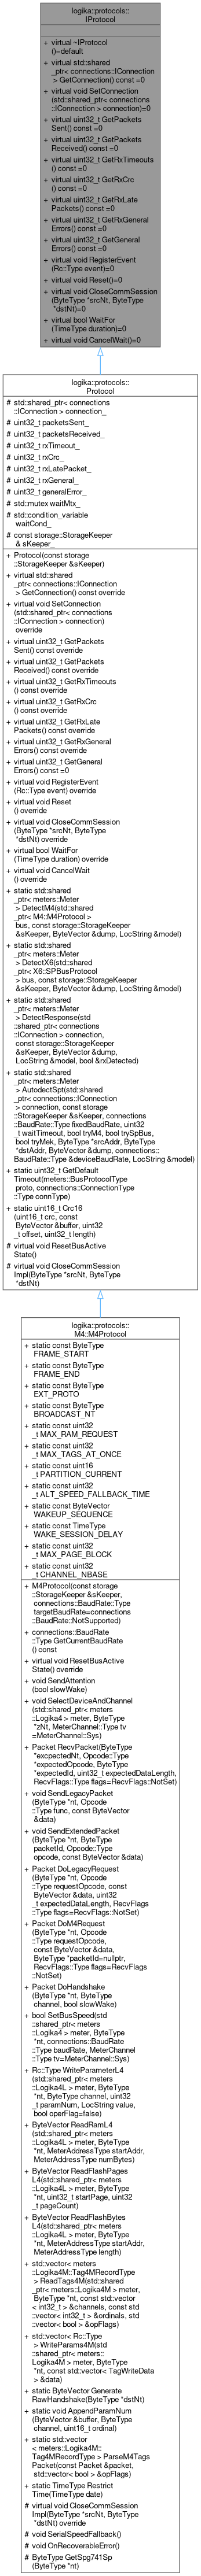 logika::protocols::
IProtocol
+ virtual ~IProtocol
()=default
+ virtual std::shared
_ptr< connections::IConnection
> GetConnection() const =0
+ virtual void SetConnection
(std::shared_ptr< connections
::IConnection > connection)=0
+ virtual uint32_t GetPackets
Sent() const =0
+ virtual uint32_t GetPackets
Received() const =0
+ virtual uint32_t GetRxTimeouts
() const =0
+ virtual uint32_t GetRxCrc
() const =0
+ virtual uint32_t GetRxLate
Packets() const =0
+ virtual uint32_t GetRxGeneral
Errors() const =0
+ virtual uint32_t GetGeneral
Errors() const =0
+ virtual void RegisterEvent
(Rc::Type event)=0
+ virtual void Reset()=0
+ virtual void CloseCommSession
(ByteType *srcNt, ByteType
*dstNt)=0
+ virtual bool WaitFor
(TimeType duration)=0
+ virtual void CancelWait()=0
logika::protocols::
Protocol
# std::shared_ptr< connections
::IConnection > connection_
# uint32_t packetsSent_
# uint32_t packetsReceived_
# uint32_t rxTimeout_
# uint32_t rxCrc_
# uint32_t rxLatePacket_
# uint32_t rxGeneral_
# uint32_t generalError_
# std::mutex waitMtx_
# std::condition_variable
waitCond_
# const storage::StorageKeeper
& sKeeper_
+ Protocol(const storage
::StorageKeeper &sKeeper)
+ virtual std::shared
_ptr< connections::IConnection
> GetConnection() const override
+ virtual void SetConnection
(std::shared_ptr< connections
::IConnection > connection)
override
+ virtual uint32_t GetPackets
Sent() const override
+ virtual uint32_t GetPackets
Received() const override
+ virtual uint32_t GetRxTimeouts
() const override
+ virtual uint32_t GetRxCrc
() const override
+ virtual uint32_t GetRxLate
Packets() const override
+ virtual uint32_t GetRxGeneral
Errors() const override
+ virtual uint32_t GetGeneral
Errors() const =0
+ virtual void RegisterEvent
(Rc::Type event) override
+ virtual void Reset
() override
+ virtual void CloseCommSession
(ByteType *srcNt, ByteType
*dstNt) override
+ virtual bool WaitFor
(TimeType duration) override
+ virtual void CancelWait
() override
+ static std::shared
_ptr< meters::Meter
> DetectM4(std::shared
_ptr< M4::M4Protocol >
bus, const storage::StorageKeeper
&sKeeper, ByteVector &dump, LocString &model)
+ static std::shared
_ptr< meters::Meter
> DetectX6(std::shared
_ptr< X6::SPBusProtocol
> bus, const storage::StorageKeeper
&sKeeper, ByteVector &dump, LocString &model)
+ static std::shared
_ptr< meters::Meter
> DetectResponse(std
::shared_ptr< connections
::IConnection > connection,
const storage::StorageKeeper
&sKeeper, ByteVector &dump,
LocString &model, bool &rxDetected)
+ static std::shared
_ptr< meters::Meter
> AutodectSpt(std::shared
_ptr< connections::IConnection
> connection, const storage
::StorageKeeper &sKeeper, connections
::BaudRate::Type fixedBaudRate, uint32
_t waitTimeout, bool tryM4, bool trySpBus,
bool tryMek, ByteType *srcAddr, ByteType
*dstAddr, ByteVector &dump, connections::
BaudRate::Type &deviceBaudRate, LocString &model)
+ static uint32_t GetDefault
Timeout(meters::BusProtocolType
proto, connections::ConnectionType
::Type connType)
+ static uint16_t Crc16
(uint16_t crc, const
ByteVector &buffer, uint32
_t offset, uint32_t length)
# virtual void ResetBusActive
State()
# virtual void CloseCommSession
Impl(ByteType *srcNt, ByteType
*dstNt)
logika::protocols::
M4::M4Protocol
+ static const ByteType
FRAME_START
+ static const ByteType
FRAME_END
+ static const ByteType
EXT_PROTO
+ static const ByteType
BROADCAST_NT
+ static const uint32
_t MAX_RAM_REQUEST
+ static const uint32
_t MAX_TAGS_AT_ONCE
+ static const uint16
_t PARTITION_CURRENT
+ static const uint32
_t ALT_SPEED_FALLBACK_TIME
+ static const ByteVector
WAKEUP_SEQUENCE
+ static const TimeType
WAKE_SESSION_DELAY
+ static const uint32
_t MAX_PAGE_BLOCK
+ static const uint32
_t CHANNEL_NBASE
+ M4Protocol(const storage
::StorageKeeper &sKeeper,
connections::BaudRate::Type
targetBaudRate=connections
::BaudRate::NotSupported)
+ connections::BaudRate
::Type GetCurrentBaudRate
() const
+ virtual void ResetBusActive
State() override
+ void SendAttention
(bool slowWake)
+ void SelectDeviceAndChannel
(std::shared_ptr< meters
::Logika4 > meter, ByteType
*zNt, MeterChannel::Type tv
=MeterChannel::Sys)
+ Packet RecvPacket(ByteType
*excpectedNt, Opcode::Type
*expectedOpcode, ByteType
*expectedId, uint32_t expectedDataLength,
RecvFlags::Type flags=RecvFlags::NotSet)
+ void SendLegacyPacket
(ByteType *nt, Opcode
::Type func, const ByteVector
&data)
+ void SendExtendedPacket
(ByteType *nt, ByteType
packetId, Opcode::Type
opcode, const ByteVector &data)
+ Packet DoLegacyRequest
(ByteType *nt, Opcode
::Type requestOpcode, const
ByteVector &data, uint32
_t expectedDataLength, RecvFlags
::Type flags=RecvFlags::NotSet)
+ Packet DoM4Request
(ByteType *nt, Opcode
::Type requestOpcode,
const ByteVector &data,
ByteType *packetId=nullptr,
RecvFlags::Type flags=RecvFlags
::NotSet)
+ Packet DoHandshake
(ByteType *nt, ByteType
channel, bool slowWake)
+ bool SetBusSpeed(std
::shared_ptr< meters
::Logika4 > meter, ByteType
*nt, connections::BaudRate
::Type baudRate, MeterChannel
::Type tv=MeterChannel::Sys)
+ Rc::Type WriteParameterL4
(std::shared_ptr< meters
::Logika4L > meter, ByteType
*nt, ByteType channel, uint32
_t paramNum, LocString value,
bool operFlag=false)
+ ByteVector ReadRamL4
(std::shared_ptr< meters
::Logika4L > meter, ByteType
*nt, MeterAddressType startAddr,
MeterAddressType numBytes)
+ ByteVector ReadFlashPages
L4(std::shared_ptr< meters
::Logika4L > meter, ByteType
*nt, uint32_t startPage, uint32
_t pageCount)
+ ByteVector ReadFlashBytes
L4(std::shared_ptr< meters
::Logika4L > meter, ByteType
*nt, MeterAddressType startAddr,
MeterAddressType length)
+ std::vector< meters
::Logika4M::Tag4MRecordType
> ReadTags4M(std::shared
_ptr< meters::Logika4M > meter,
ByteType *nt, const std::vector
< int32_t > &channels, const std
::vector< int32_t > &ordinals, std
::vector< bool > &opFlags)
+ std::vector< Rc::Type
> WriteParams4M(std
::shared_ptr< meters::
Logika4M > meter, ByteType
*nt, const std::vector< TagWriteData
> &data)
+ static ByteVector Generate
RawHandshake(ByteType *dstNt)
+ static void AppendParamNum
(ByteVector &buffer, ByteType
channel, uint16_t ordinal)
+ static std::vector
< meters::Logika4M::
Tag4MRecordType > ParseM4Tags
Packet(const Packet &packet,
std::vector< bool > &opFlags)
+ static TimeType Restrict
Time(TimeType date)
# virtual void CloseCommSession
Impl(ByteType *srcNt, ByteType
*dstNt) override
# void SerialSpeedFallback()
# void OnRecoverableError()
# ByteType GetSpg741Sp
(ByteType *nt)